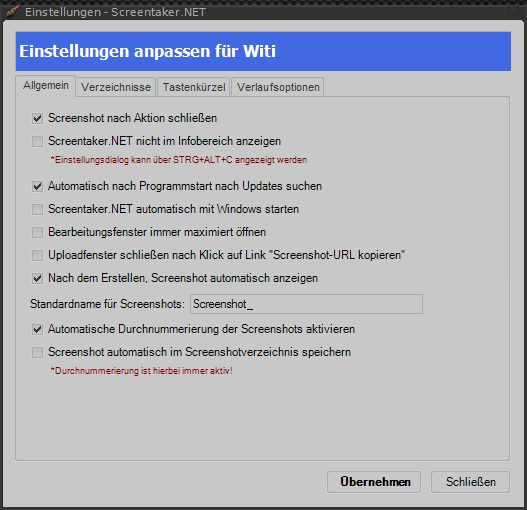 Einstellungen - Screentaker.NET
Einstellungen anpassen für Witi
Allgemein Verzeichnisse Tastenkürzel Verlaufsoptionen
Screenshot nach Aktion schließen
Screentaker.NET nicht im Infobereich anzeigen
*Einstellungsdialog kann über STRG+ALT+C angezeigt werden
Automatisch nach Programmstart nach Updates suchen
Screentaker.NET automatisch mit Windows starten
Bearbeitungsfenster immer maximiert öffnen
Uploadfenster schließen nach Klick auf Link "Screenshot-URL kopieren"
Nach dem Erstellen, Screenshot automatisch anzeigen
Standardname für Screenshots: Screenshot_
Automatische Durchnummerierung der Screenshots aktivieren
Screenshot automatisch im Screenshotverzeichnis speichern
*Durchnummerierung ist hierbei immer aktiv!
Übernehmen Schließen